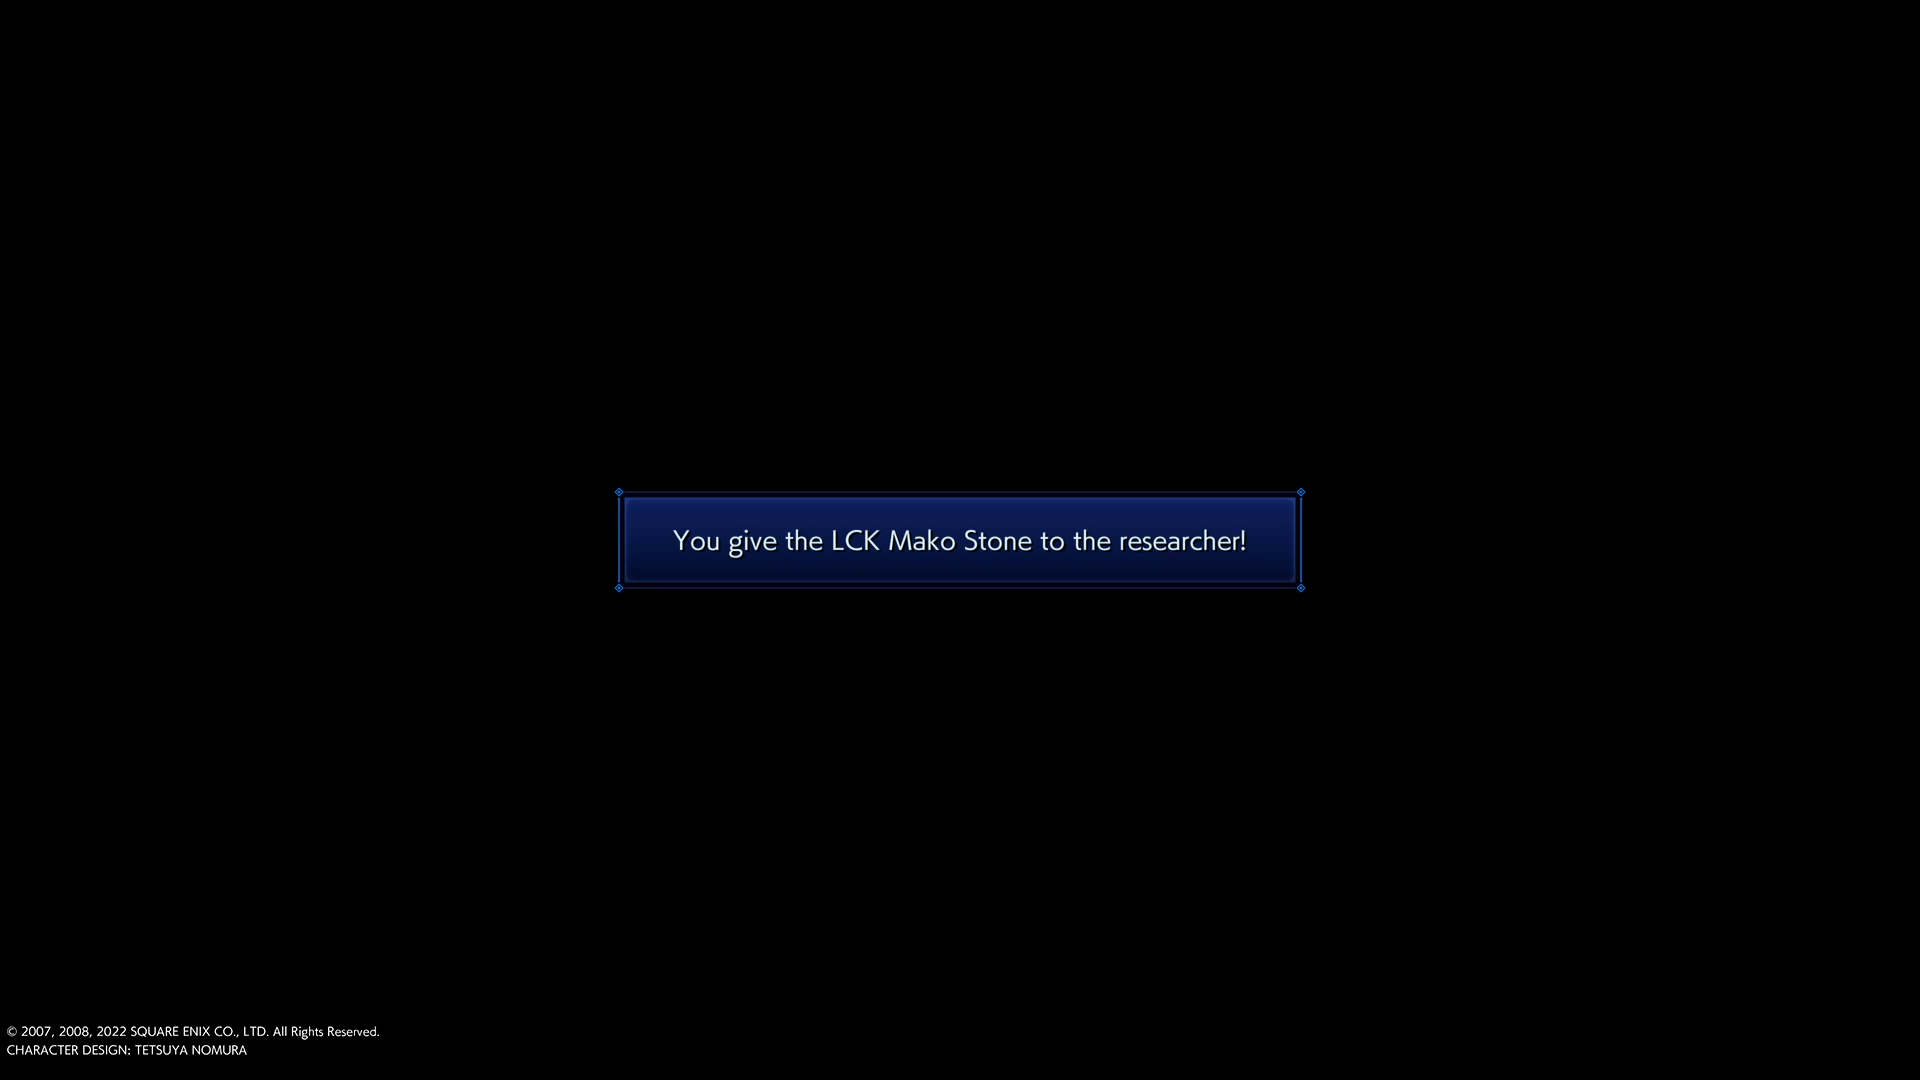 You give the LCK Mako Stone to the researcher!
© 2007, 2008, 2022 SQUARE ENIX CO., LTD. All Rights Reserved.
CHARACTER DESIGN: TETSUYA NOMURA